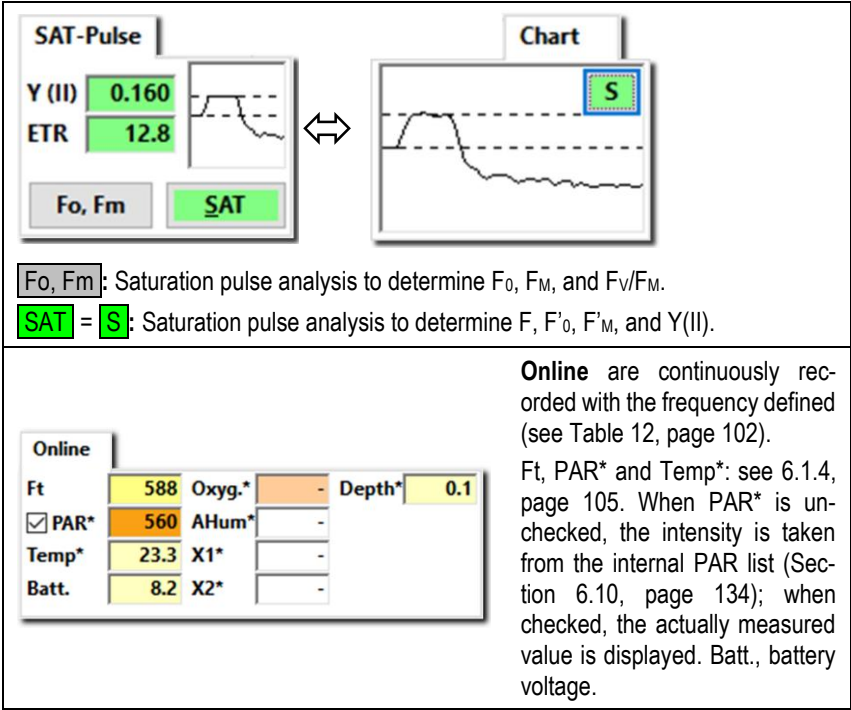 SAT-Pulse
Chart
Y (II) 0.160
S
ETR 12.8
Fo, Fm SAT
Fo, Fm : Saturation pulse analysis to determine F0, FM, and FV/FM.
SAT = S : Saturation pulse analysis to determine F, F’0, F’M, and Y(II).
Online
Ft 588 Oxyg.* - Depth* 0.1
PAR* 560 AHum* -
Temp* 23.3 X1* -
Batt. 8.2 X2* -
Online are continuously rec-
orded with the frequency defined
(see Table 12, page 102).
Ft, PAR* and Temp*: see 6.1.4,
page 105. When PAR* is un-
checked, the intensity is taken
from the internal PAR list (Sec-
tion 6.10, page 134); when
checked, the actually measured
value is displayed. Batt., battery
voltage.